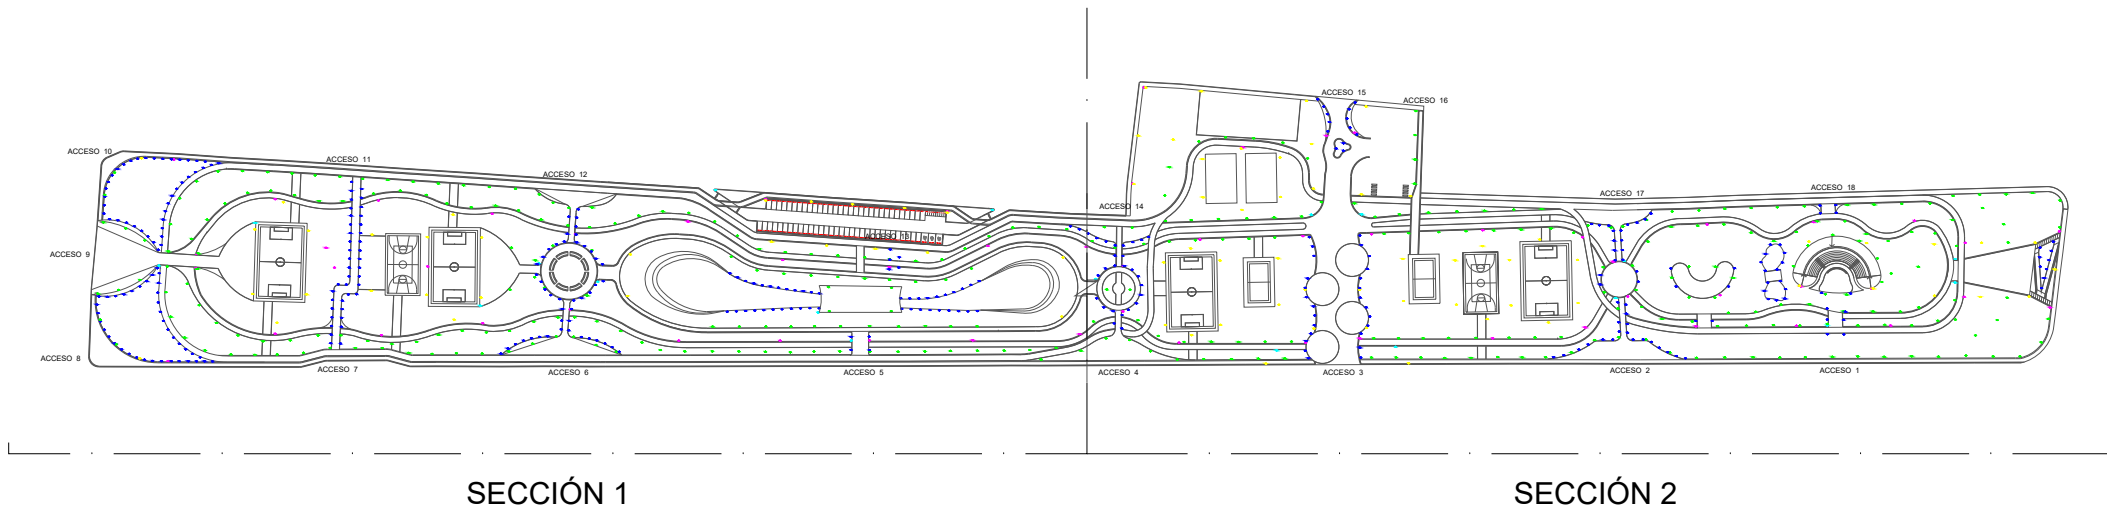 ACCESO 15
ACCESO 16
ACCESO 10
ACCESO 11
ACCESO 12
ACCESO 17
ACCESO 18
ACCESO 14
ACCESO 13
ACCESO 9
ACCESO 8
ACCESO 7
ACCESO 6
ACCESO 5
ACCESO 4
ACCESO 3
ACCESO 2
ACCESO 1
SECCIÓN 1
SECCIÓN 2